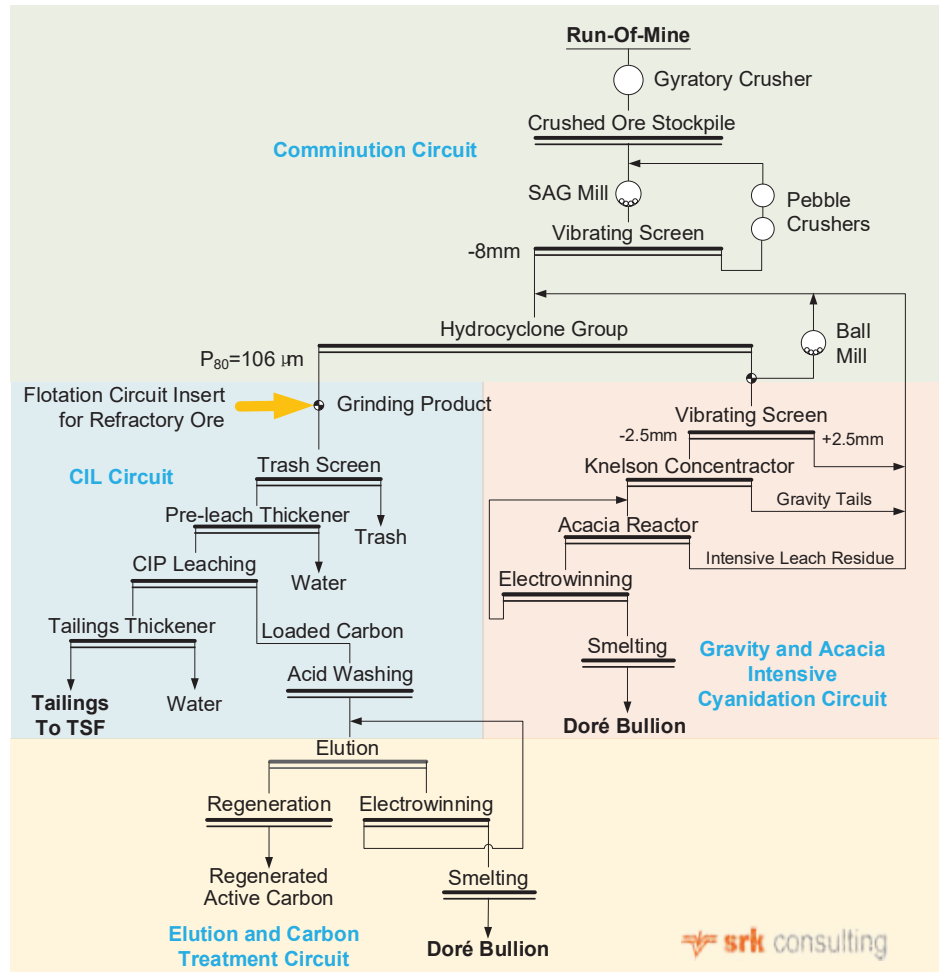 Run-Of-Mine
Gyratory Crusher
Crushed Ore Stockpile
Comminution Circuit
SAG Mill
Pebble
Crushers
Vibrating Screen
-8mm
Hydrocyclone Group
Ball
Mill
P80=106 µm
Flotation Circuit Insert
for Refractory Ore
Grinding Product
Vibrating Screen
-2.5mm
+2.5mm
CIL Circuit
Trash Screen
Knelson Concentractor
Gravity Tails
Pre-leach Thickener
Trash
Acacia Reactor
CIP Leaching
Water
Intensive Leach Residue
Electrowinning
Tailings Thickener
Loaded Carbon
Smelting
Gravity and Acacia
Intensive
Cyanidation Circuit
Acid Washing
Tailings
To TSF
Water
Doré Bullion
Elution
Regeneration
Electrowinning
Regenerated
Active Carbon
Smelting
Elution and Carbon
Treatment Circuit
Doré Bullion
srk consulting